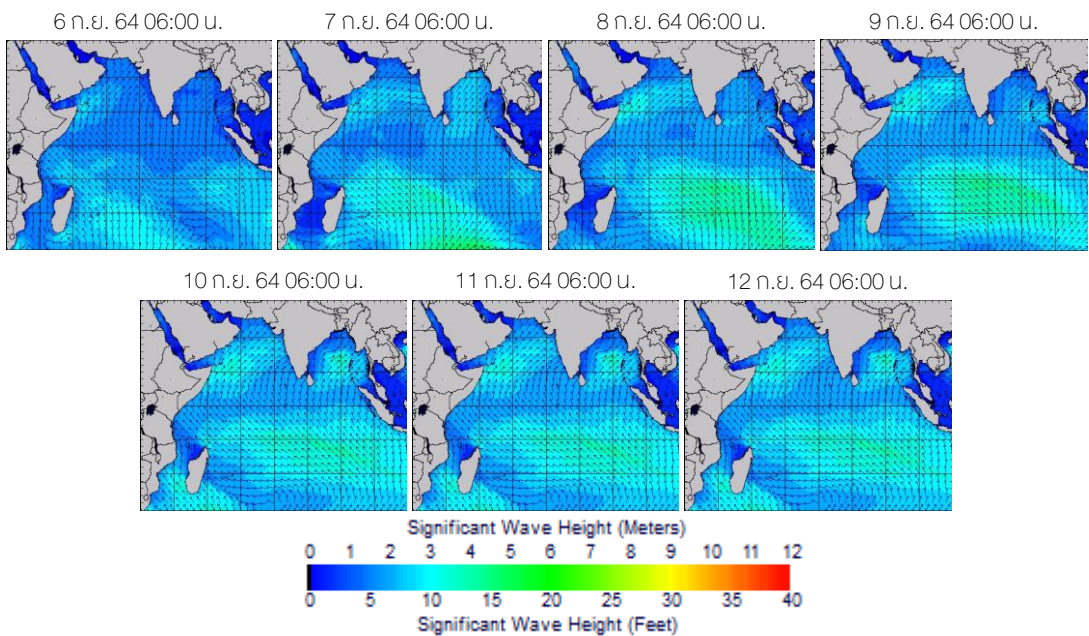 6 ก.ย. 64 06:00 น.
7 ก.ย. 64 06:00 น.
8 ก.ย. 64 06:00 น.
9 ก.ย. 64 06:00 น.
10 ก.ย. 64 06:00 น.
11 ก.ย. 64 06:00 น.
12 ก.ย. 64 06:00 น.
Significant Wave Height (Meters)
0 1 2 3 4 5 6 7 8 9 10 11 12
0 5 10 15 20 25 30 35 40
Significant Wave Height (Feet)